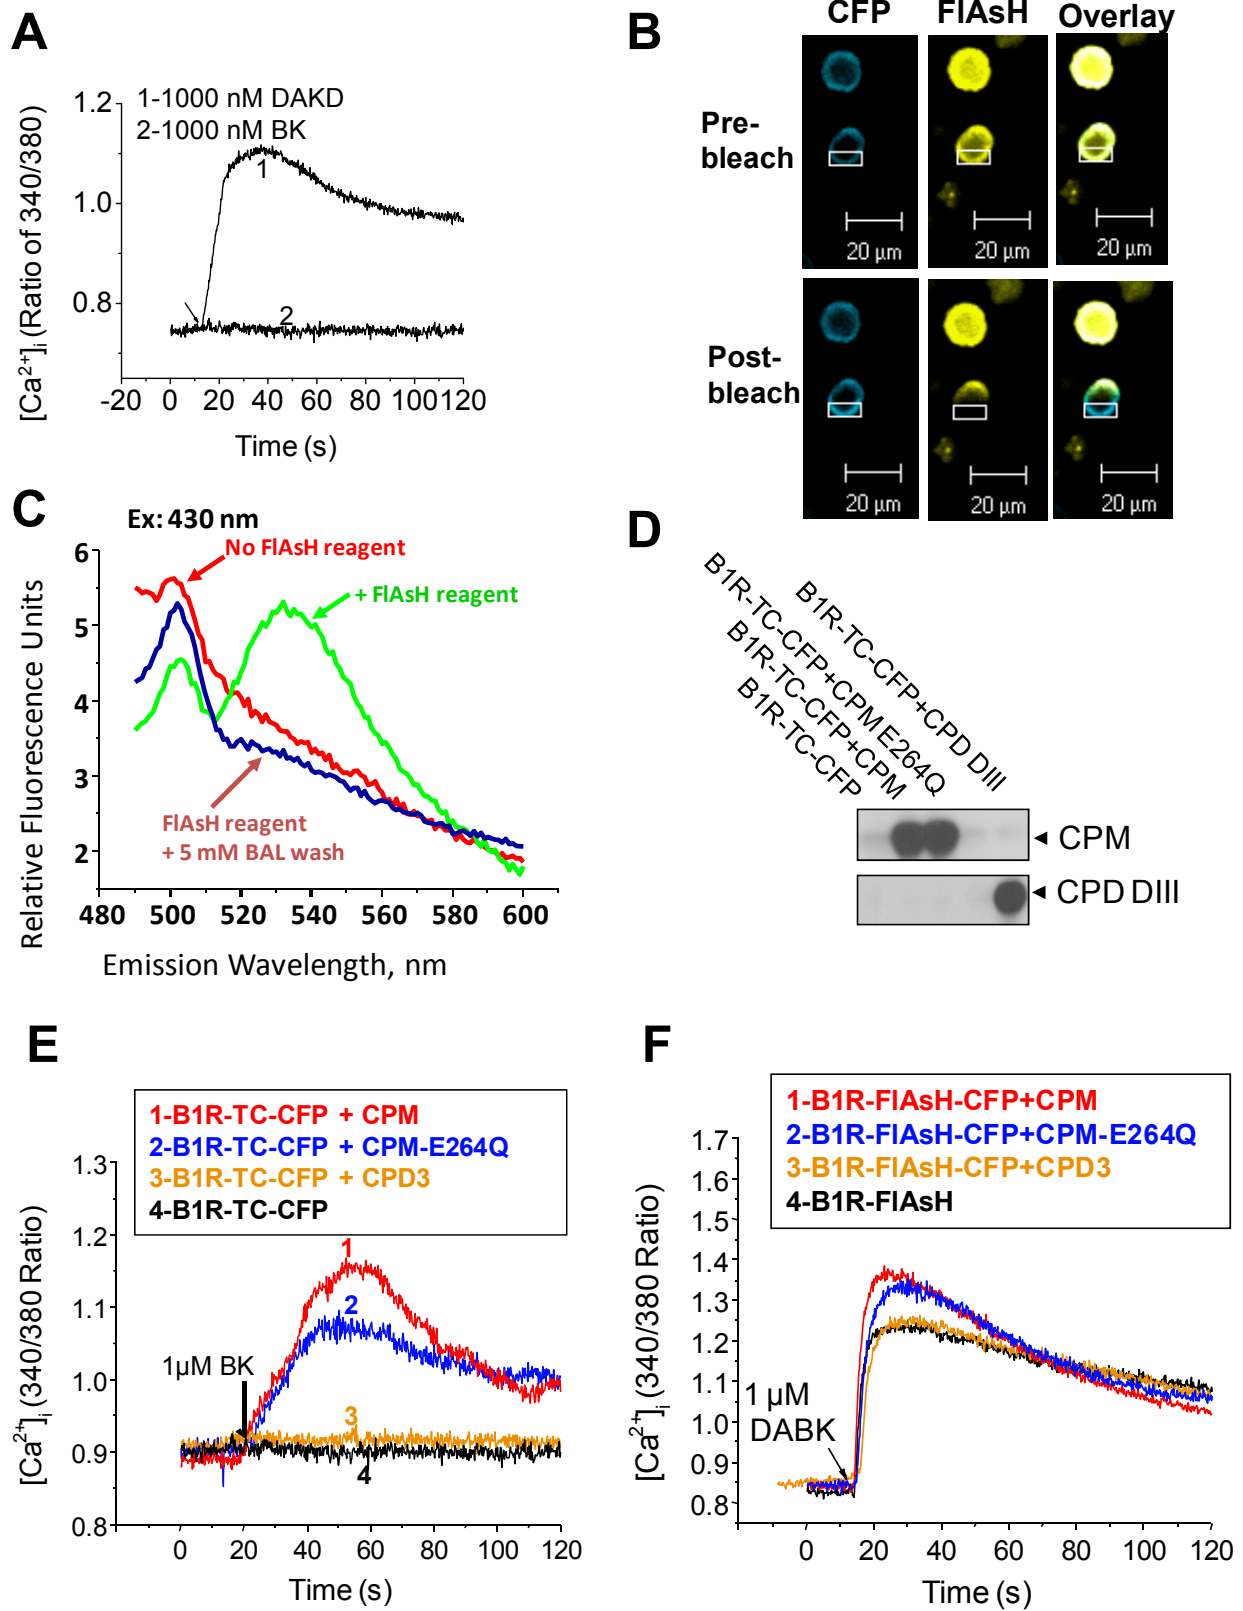 A
[Ca²⁺]ᵢ (Ratio of 340/380)
1-1000 nM DAKD
2-1000 nM BK
1.2
1.0
0.8
1
2
-20 0 20 40 60 80 100 120
Time (s)
B
CFP FlAsH Overlay
Pre-
bleach
20 µm 20 µm 20 µm
Post-
bleach
20 µm 20 µm 20 µm
C
Ex: 430 nm
No FlAsH reagent
+ FlAsH reagent
FlAsH reagent
+ 5 mM BAL wash
Relative Fluorescence Units
6
5
4
3
2
480 500 520 540 560 580 600
Emission Wavelength, nm
D
B1R-TC-CFP
B1R-TC-CFP+CPM
B1R-TC-CFP+CPM E264Q
B1R-TC-CFP+CPD DIII
CPM
CPD DIII
E
1-B1R-TC-CFP + CPM
2-B1R-TC-CFP + CPM-E264Q
3-B1R-TC-CFP + CPD3
4-B1R-TC-CFP
[Ca²⁺]ᵢ (340/380 Ratio)
1.3
1.2
1.1
1.0
0.9
0.8
1µM BK
1
2
3
4
0 20 40 60 80 100 120
Time (s)
F
1-B1R-FlAsH-CFP+CPM
2-B1R-FlAsH-CFP+CPM-E264Q
3-B1R-FlAsH-CFP+CPD3
4-B1R-FlAsH
[Ca²⁺]ᵢ (340/380 Ratio)
1.7
1.6
1.5
1.4
1.3
1.2
1.1
1.0
0.9
0.8
1 µM
DABK
0 20 40 60 80 100 120
Time (s)